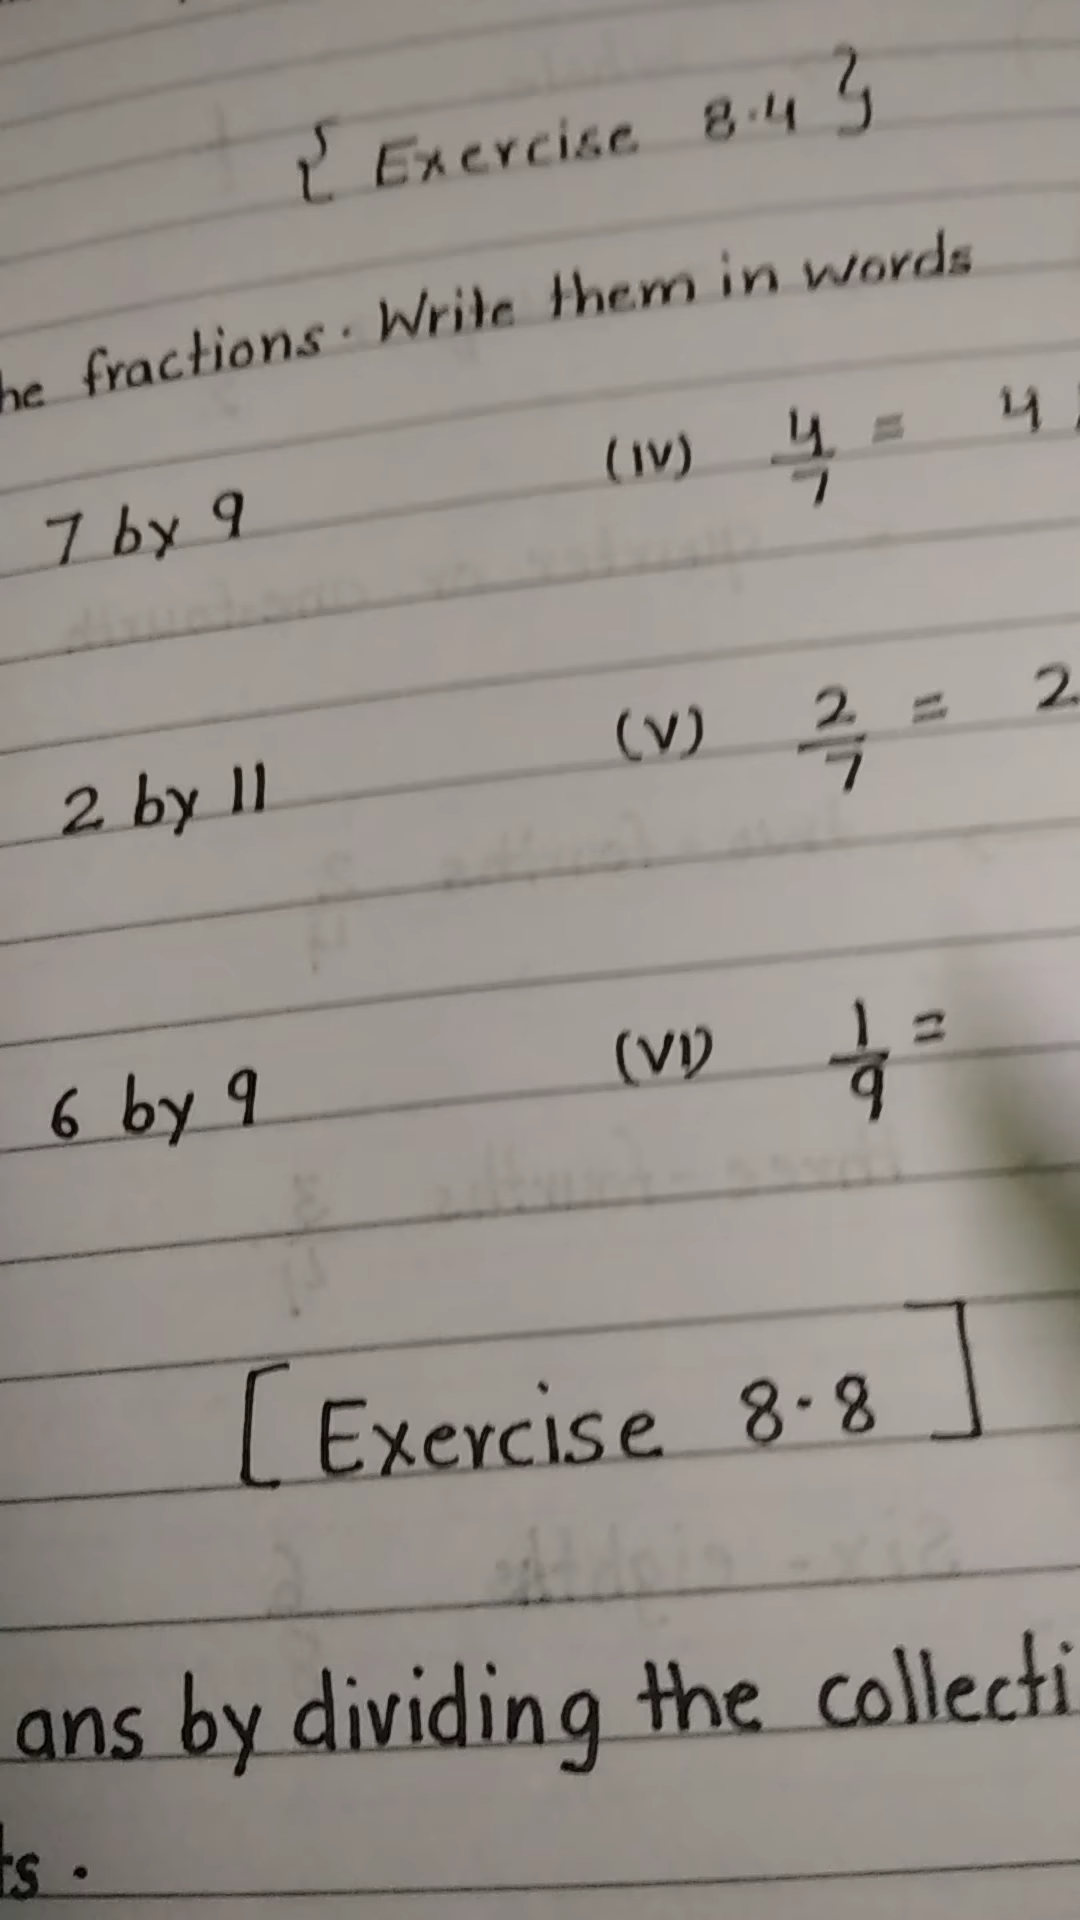 { Exercise 8.4 }
he fractions. Write them in words
7 by 9 (IV) 4/7 = 4
2 by 11 (V) 2/7 = 2
6 by 9 (VI) 1/9 =
[ Exercise 8.8 ]
ans by dividing the collecti
ts.